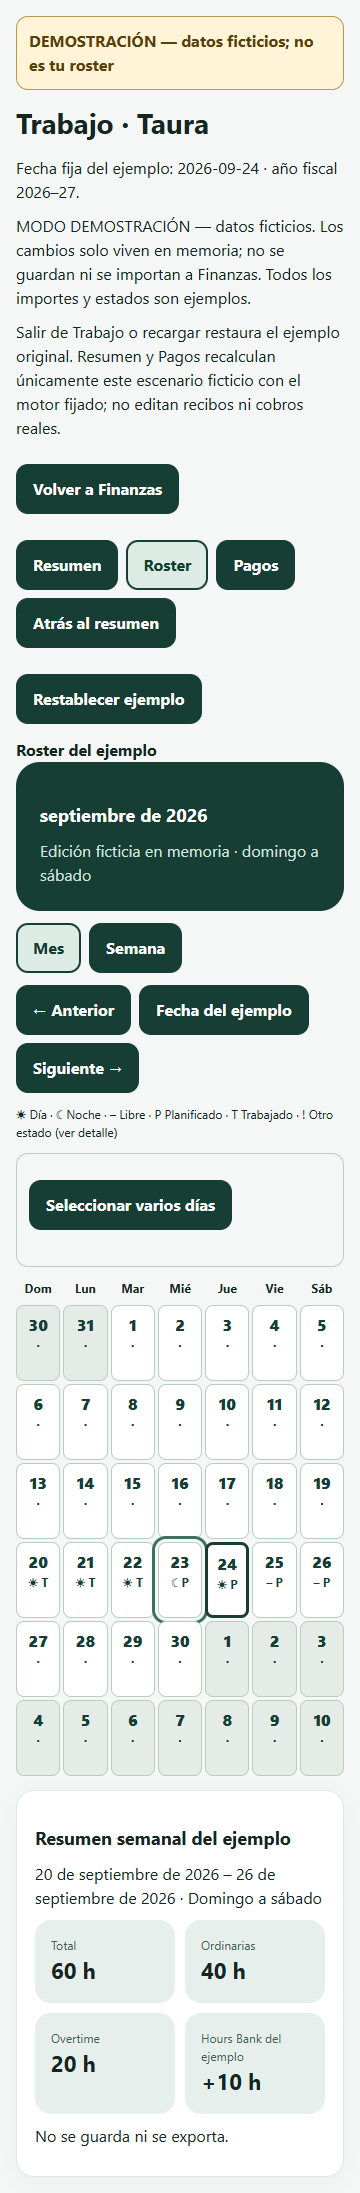 DEMOSTRACIÓN — datos ficticios; no
es tu roster
Trabajo · Taura
Fecha fija del ejemplo: 2026-09-24 · año fiscal
2026–27.
MODO DEMOSTRACIÓN — datos ficticios. Los
cambios solo viven en memoria; no se
guardan ni se importan a Finanzas. Todos los
importes y estados son ejemplos.
Salir de Trabajo o recargar restaura el ejemplo
original. Resumen y Pagos recalculan
únicamente este escenario ficticio con el
motor fijado; no editan recibos ni cobros
reales.
Volver a Finanzas
Resumen Roster Pagos
Atrás al resumen
Restablecer ejemplo
Roster del ejemplo
septiembre de 2026
Edición ficticia en memoria · domingo a
sábado
Mes Semana
← Anterior Fecha del ejemplo
Siguiente →
☀ Día · ☾ Noche · – Libre · P Planificado · T Trabajado · ! Otro
estado (ver detalle)
Seleccionar varios días
Dom Lun Mar Mié Jue Vie Sáb
30 31 1 2 3 4 5
· · · · · · ·
6 7 8 9 10 11 12
· · · · · · ·
13 14 15 16 17 18 19
· · · · · · ·
20 21 22 23 24 25 26
☀ T ☀ T ☀ T ☾ P ☀ P – P – P
27 28 29 30 1 2 3
· · · · · · ·
4 5 6 7 8 9 10
· · · · · · ·
Resumen semanal del ejemplo
20 de septiembre de 2026 – 26 de
septiembre de 2026 · Domingo a sábado
Total
60 h
Ordinarias
40 h
Overtime
20 h
Hours Bank del
ejemplo
+10 h
No se guarda ni se exporta.